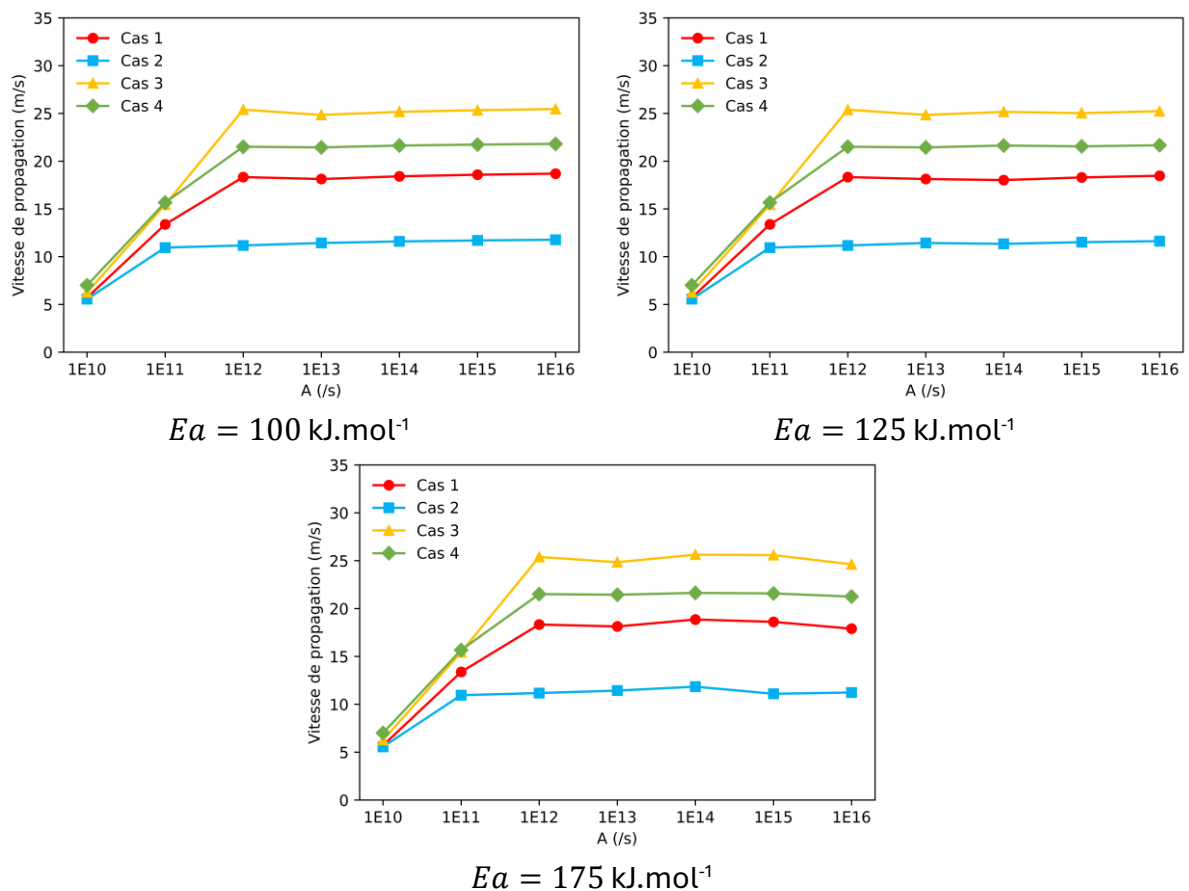 35
30
25
20
15
10
5
0
Vitesse de propagation (m/s)
Cas 1
Cas 2
Cas 3
Cas 4
1E10 1E11 1E12 1E13 1E14 1E15 1E16
A (/s)
Ea = 100 kJ.mol⁻¹
35
30
25
20
15
10
5
0
Vitesse de propagation (m/s)
Cas 1
Cas 2
Cas 3
Cas 4
1E10 1E11 1E12 1E13 1E14 1E15 1E16
A (/s)
Ea = 125 kJ.mol⁻¹
35
30
25
20
15
10
5
0
Vitesse de propagation (m/s)
Cas 1
Cas 2
Cas 3
Cas 4
1E10 1E11 1E12 1E13 1E14 1E15 1E16
A (/s)
Ea = 175 kJ.mol⁻¹